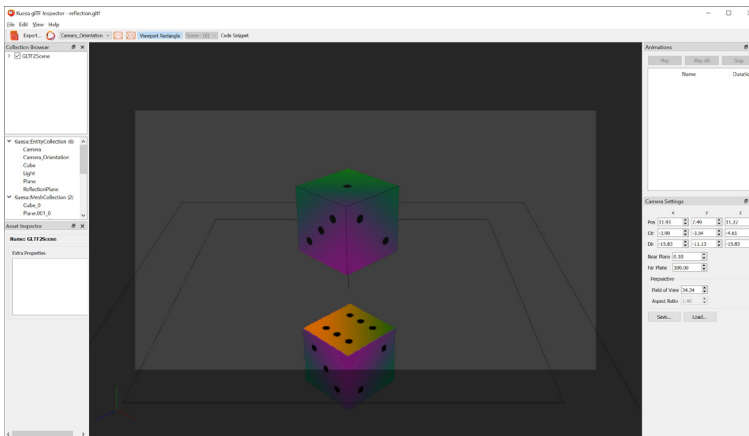 Kuesa glTF Inspector - reflection.gltf
File Edit View Help
Export... Camera_Orientation Viewport Rectangle Scene - [0] Code Snippet
Collection Browser
GLTF2Scene
Kuesa::EntityCollection (6)
Camera
Camera_Orientation
Cube
Light
Plane
ReflectionPlane
Kuesa::MeshCollection (2)
Cube_0
Plane.001_0
Asset Inspector
Name: GLTF2Scene
Extra Properties
Animations
Play Play All Stop
Name Duratio
Camera Settings
x y z
Pos 11.93 7.49 11.22
Ctr -3.90 -3.64 -4.61
Dir -15.83 -11.13 -15.83
Near Plane 0.10
Far Plane 100.00
Perspective
Field of View 34.34
Aspect Ratio
Save... Load...